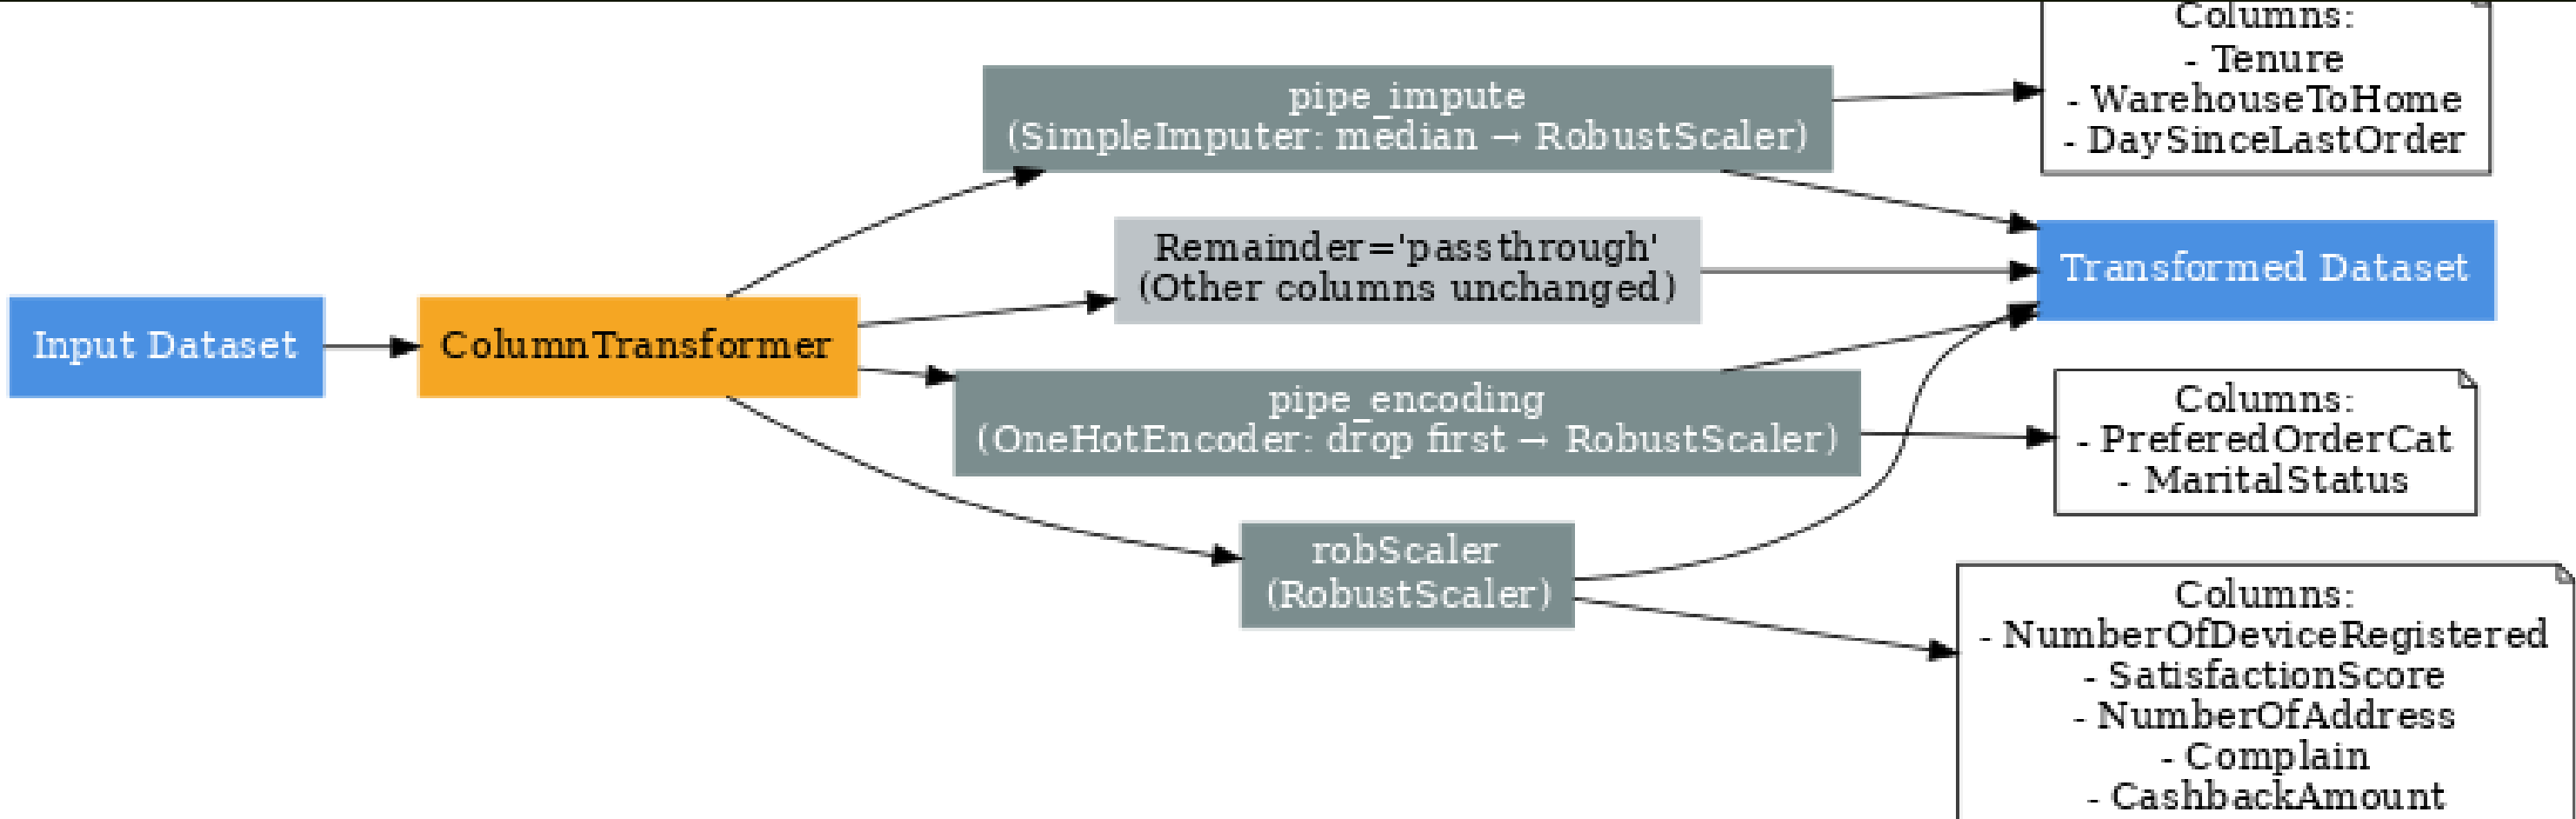 Input Dataset
ColumnTransformer
pipe_impute
(SimpleImputer: median → RobustScaler)
Remainder='passthrough'
(Other columns unchanged)
pipe_encoding
(OneHotEncoder: drop first → RobustScaler)
robScaler
(RobustScaler)
Columns:
- Tenure
- WarehouseToHome
- DaySinceLastOrder
Transformed Dataset
Columns:
- PreferedOrderCat
- MaritalStatus
Columns:
- NumberOfDeviceRegistered
- SatisfactionScore
- NumberOfAddress
- Complain
- CashbackAmount